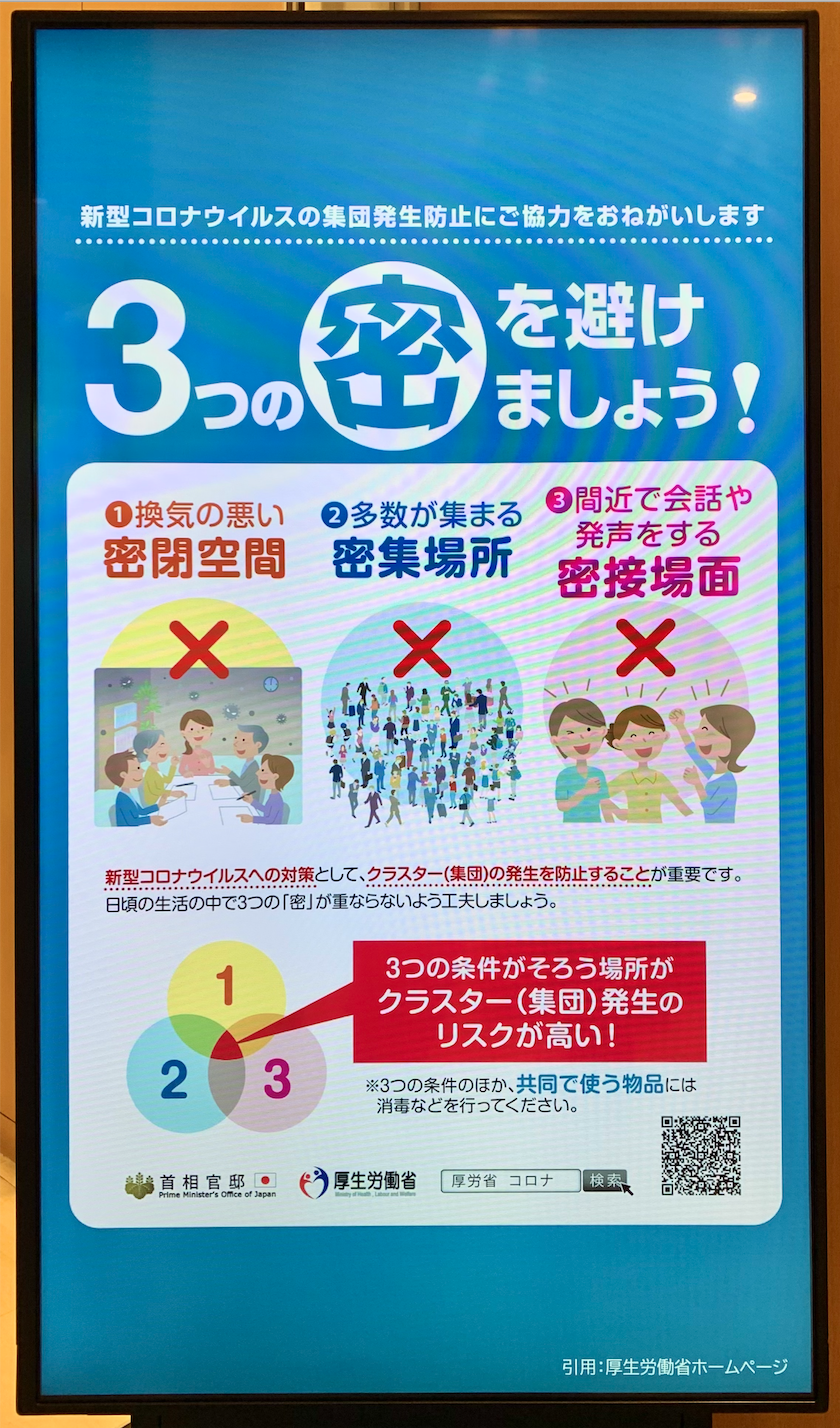 新型コロナウイルスの集団発生防止にご協力をおねがいします
3つの密を避け
ましょう!
❶換気の悪い
密閉空間
❷多数が集まる
密集場所
❸間近で会話や
発声をする
密接場面
新型コロナウイルスへの対策として、クラスター(集団)の発生を防止することが重要です。
日頃の生活の中で3つの「密」が重ならないよう工夫しましょう。
1
2
3
3つの条件がそろう場所が
クラスター(集団)発生の
リスクが高い!
※3つの条件のほか、共同で使う物品には
消毒などを行ってください。
首相官邸
Prime Minister's Office of Japan
厚生労働省
Ministry of Health, Labour and Welfare
厚労省 コロナ
検索
引用:厚生労働省ホームページ